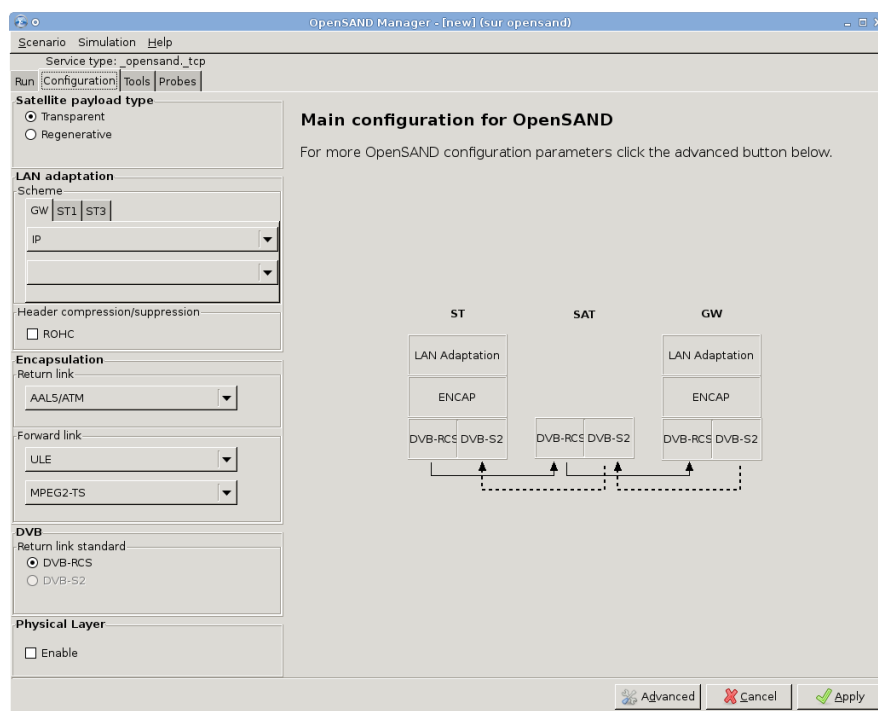 OpenSAND Manager - [new] (sur opensand)
Scenario Simulation Help
Service type: _opensand._tcp
Run Configuration Tools Probes
Satellite payload type
Transparent
Regenerative
LAN adaptation
Scheme
GW ST1 ST3
IP
Header compression/suppression
ROHC
Encapsulation
Return link
AAL5/ATM
Forward link
ULE
MPEG2-TS
DVB
Return link standard
DVB-RCS
DVB-S2
Physical Layer
Enable
Main configuration for OpenSAND
For more OpenSAND configuration parameters click the advanced button below.
ST SAT GW
LAN Adaptation LAN Adaptation
ENCAP ENCAP
DVB-RCS DVB-S2 DVB-RCS DVB-S2 DVB-RCS DVB-S2
Advanced Cancel Apply